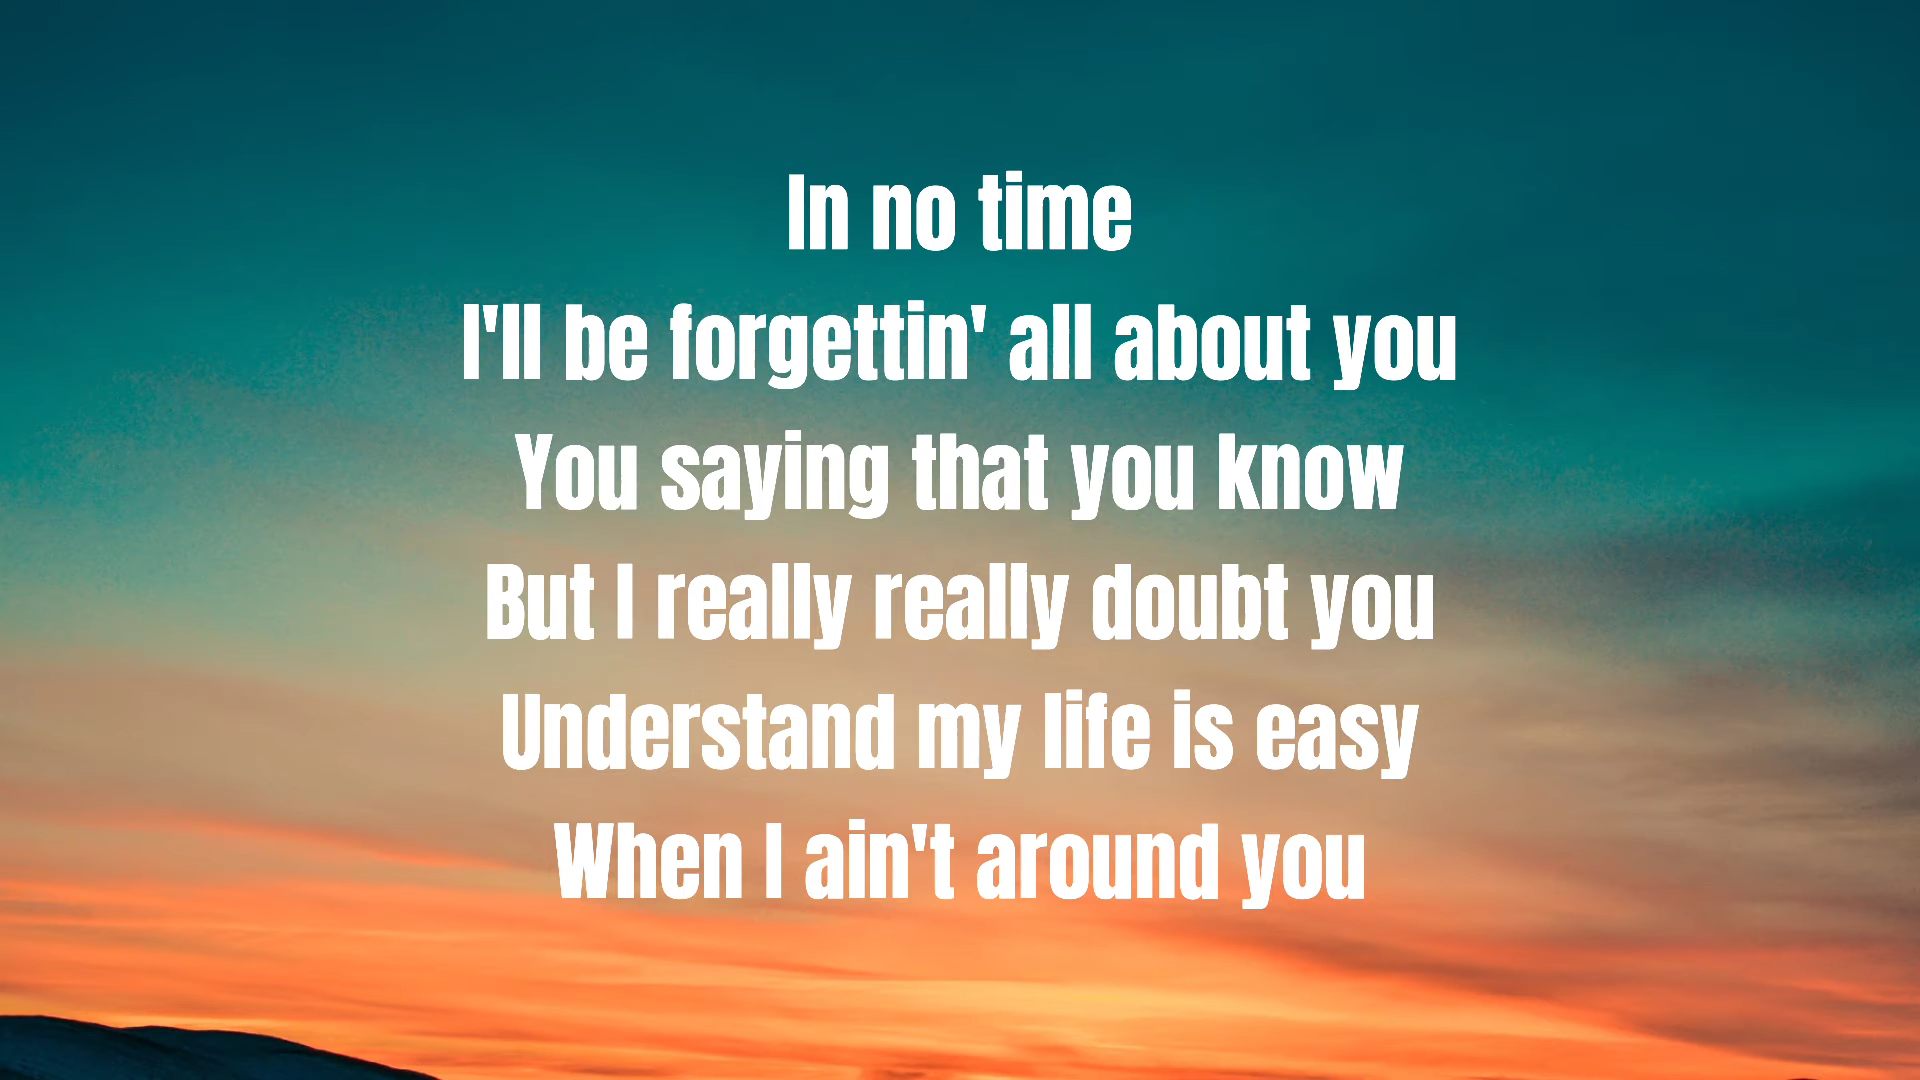 In no time
I'll be forgettin' all about you
You saying that you know
But I really really doubt you
Understand my life is easy
When I ain't around you